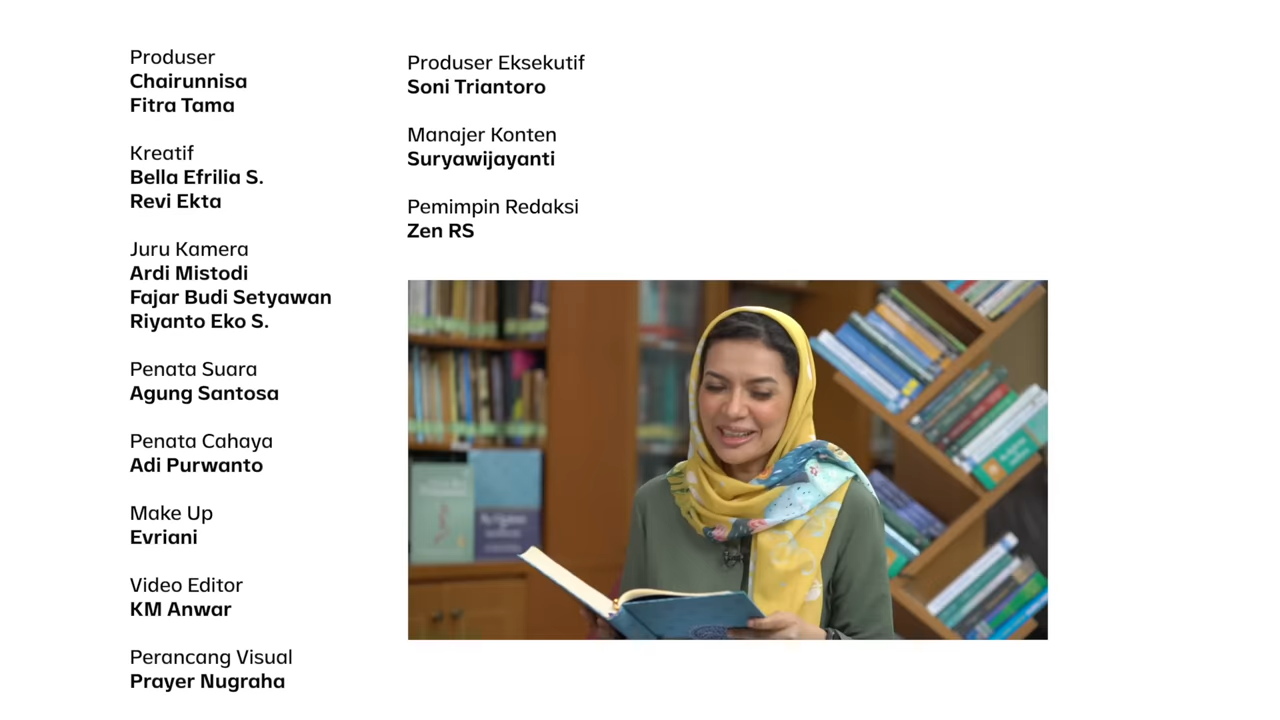 Produser
Chairunnisa
Fitra Tama
Kreatif
Bella Efrilia S.
Revi Ekta
Juru Kamera
Ardi Mistodi
Fajar Budi Setyawan
Riyanto Eko S.
Penata Suara
Agung Santosa
Penata Cahaya
Adi Purwanto
Make Up
Evriani
Video Editor
KM Anwar
Perancang Visual
Prayer Nugraha
Produser Eksekutif
Soni Triantoro
Manajer Konten
Suryawijayanti
Pemimpin Redaksi
Zen RS